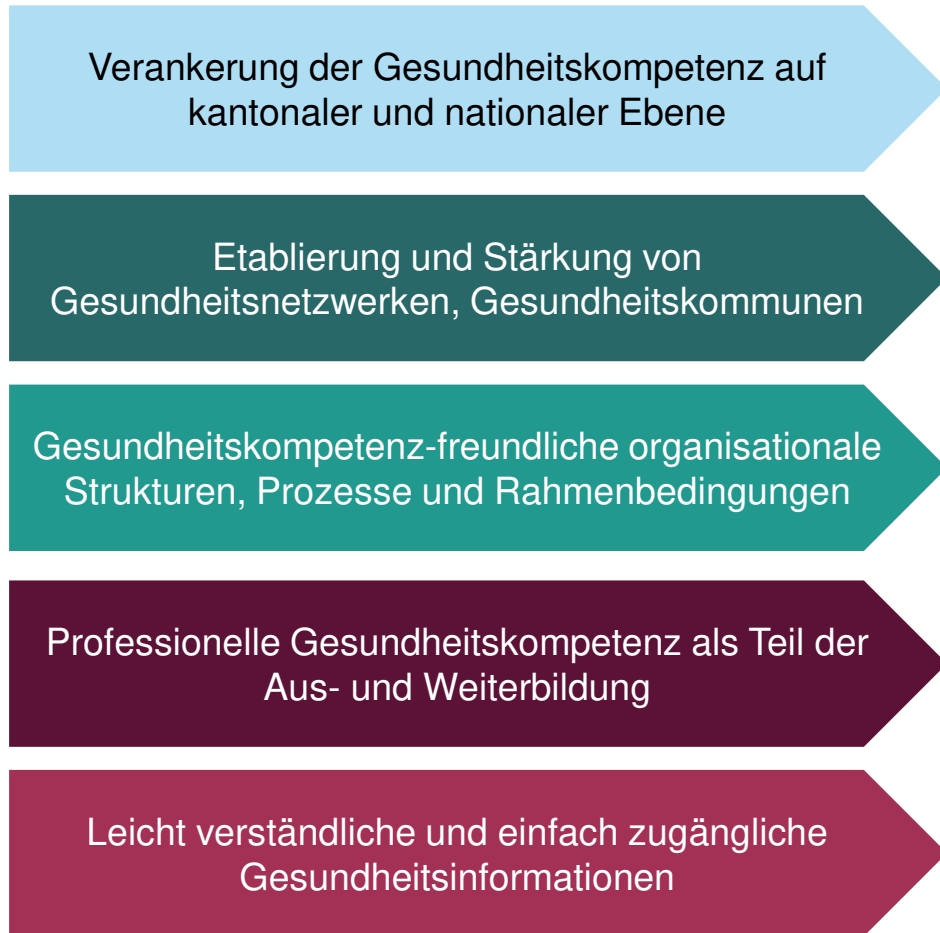 Verankerung der Gesundheitskompetenz auf
kantonaler und nationaler Ebene
Etablierung und Stärkung von
Gesundheitsnetzwerken, Gesundheitskommunen
Gesundheitskompetenz-freundliche organisationale
Strukturen, Prozesse und Rahmenbedingungen
Professionelle Gesundheitskompetenz als Teil der
Aus- und Weiterbildung
Leicht verständliche und einfach zugängliche
Gesundheitsinformationen